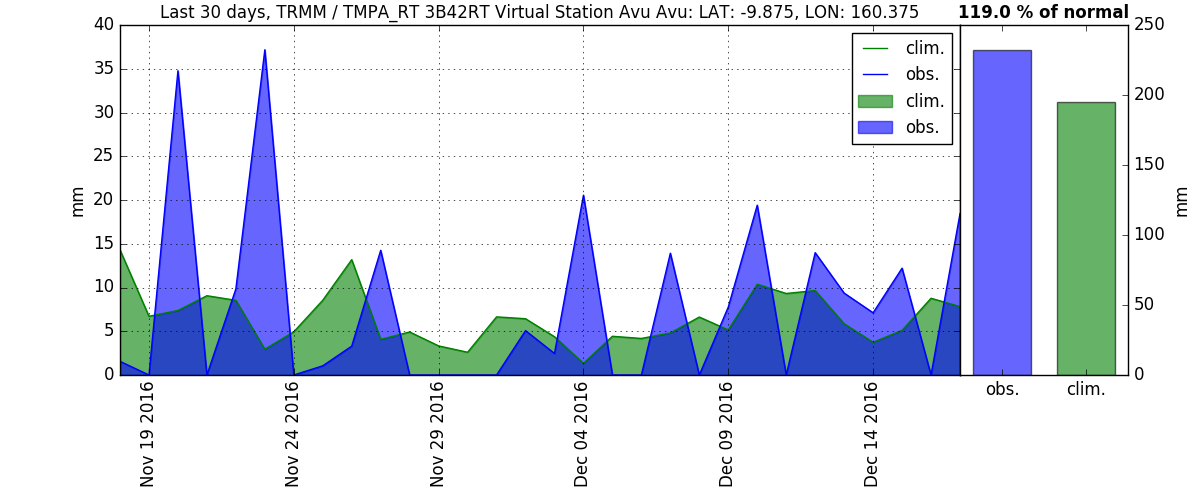 Last 30 days, TRMM / TMPA_RT 3B42RT Virtual Station Avu Avu: LAT: -9.875, LON: 160.375
119.0 % of normal
40
35
30
25
20
15
10
5
0
mm
clim.
obs.
clim.
obs.
250
200
150
100
50
0
mm
Nov 19 2016
Nov 24 2016
Nov 29 2016
Dec 04 2016
Dec 09 2016
Dec 14 2016
obs.
clim.